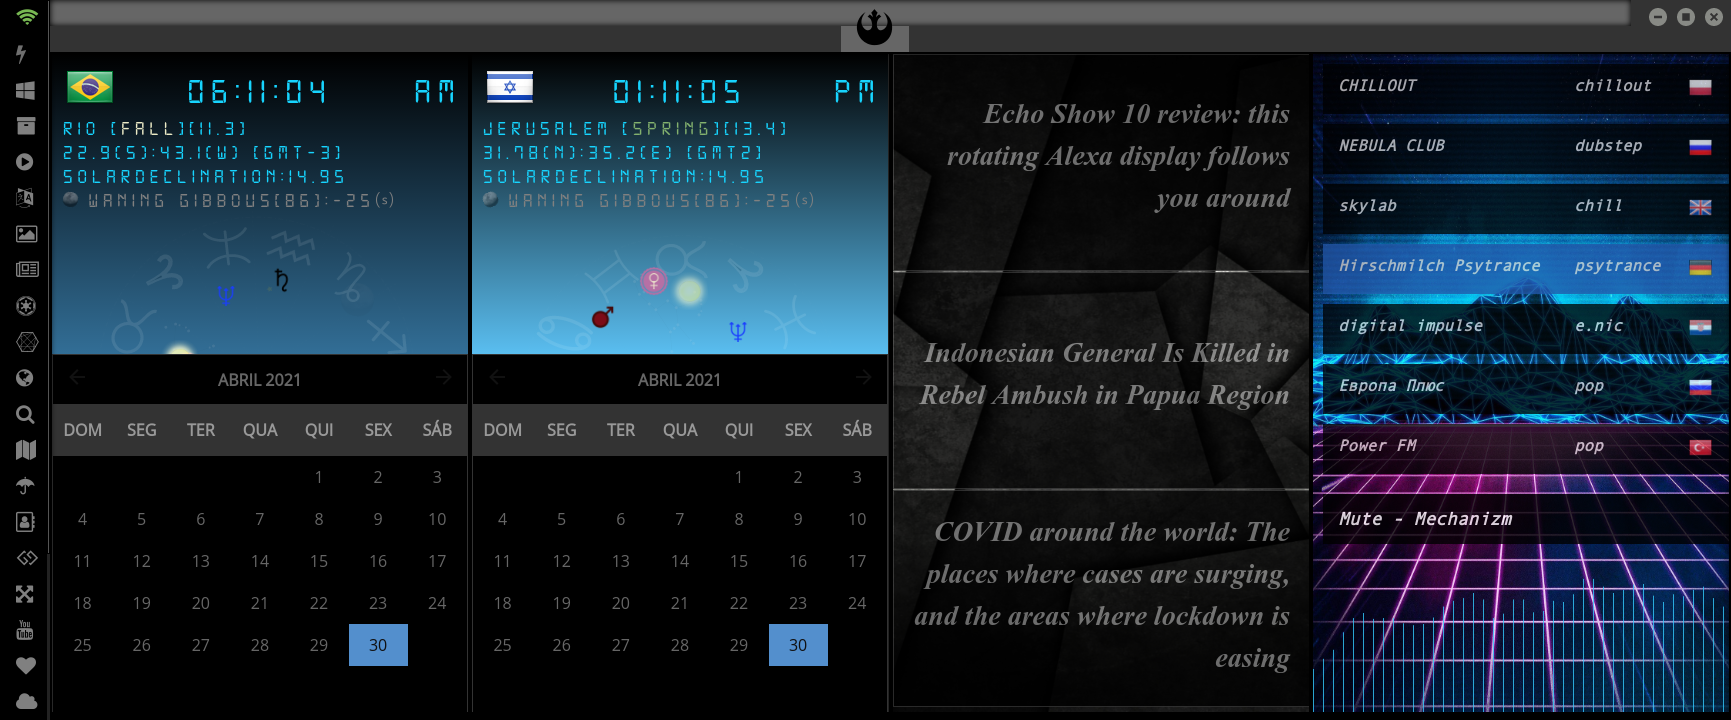 06:11:04 AM
RIO (FALL)(11.3)
22.9(S):43.1(W) (GMT-3)
SOLARDECLINATION:14.95
WANING GIBBOUS(86):-25(s)
ABRIL 2021
DOM SEG TER QUA QUI SEX SÁB
1 2 3
4 5 6 7 8 9 10
11 12 13 14 15 16 17
18 19 20 21 22 23 24
25 26 27 28 29 30
01:11:05 PM
JERUSALEM (SPRING)(13.4)
31.78(N):35.2(E) (GMT2)
SOLARDECLINATION:14.95
WANING GIBBOUS(86):-25(s)
ABRIL 2021
DOM SEG TER QUA QUI SEX SÁB
1 2 3
4 5 6 7 8 9 10
11 12 13 14 15 16 17
18 19 20 21 22 23 24
25 26 27 28 29 30
Echo Show 10 review: this
rotating Alexa display follows
you around
Indonesian General Is Killed in
Rebel Ambush in Papua Region
COVID around the world: The
places where cases are surging,
and the areas where lockdown is
easing
CHILLOUT chillout
NEBULA CLUB dubstep
skylab chill
Hirschmilch Psytrance psytrance
digital impulse e.nic
Европа Плюс pop
Power FM pop
Mute - Mechanizm
You
Tube